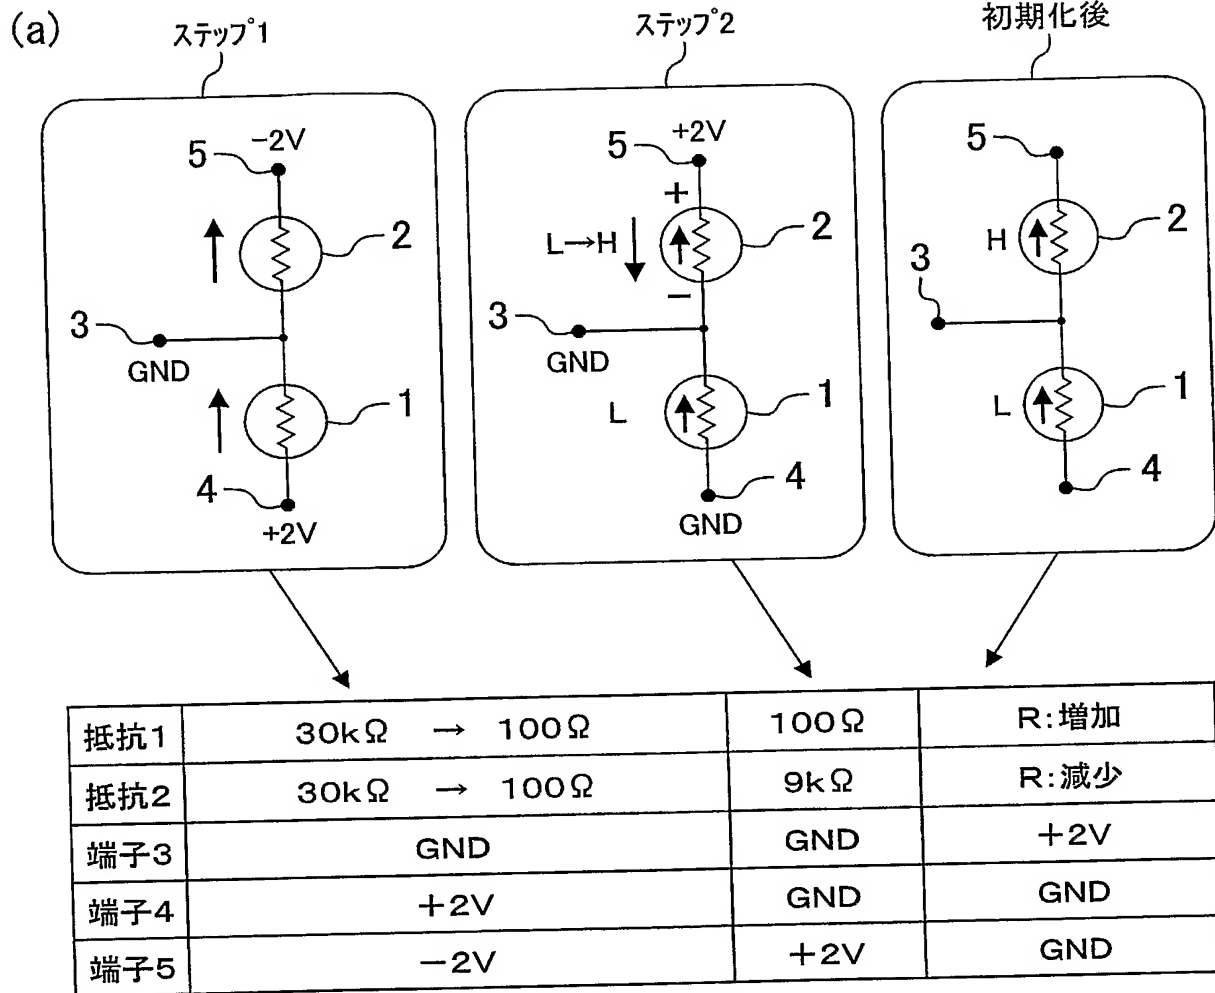 (a)
ステップ1
ステップ2
初期化後
5
-2V
2
3
GND
1
4
+2V
5
+2V
+
L→H
2
-
3
GND
L
1
4
GND
5
H
2
3
L
1
4
抵抗1 30kΩ → 100Ω 100Ω R:増加
抵抗2 30kΩ → 100Ω 9kΩ R:減少
端子3 GND GND +2V
端子4 +2V GND GND
端子5 -2V +2V GND